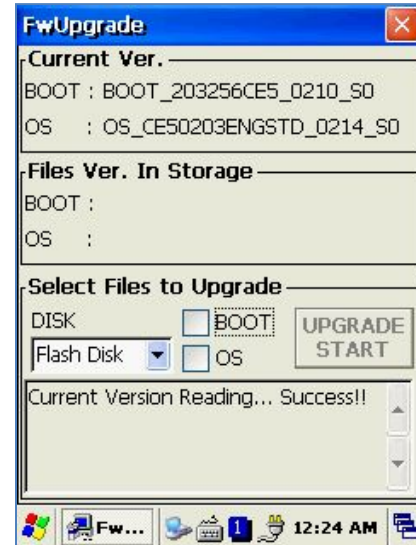 FwUpgrade
Current Ver.
BOOT : BOOT_203256CE5_0210_S0
OS : OS_CE50203ENGSTD_0214_S0
Files Ver. In Storage
BOOT :
OS :
Select Files to Upgrade
DISK
BOOT
UPGRADE
START
Flash Disk
OS
Current Version Reading... Success!!
Fw...
1
12:24 AM